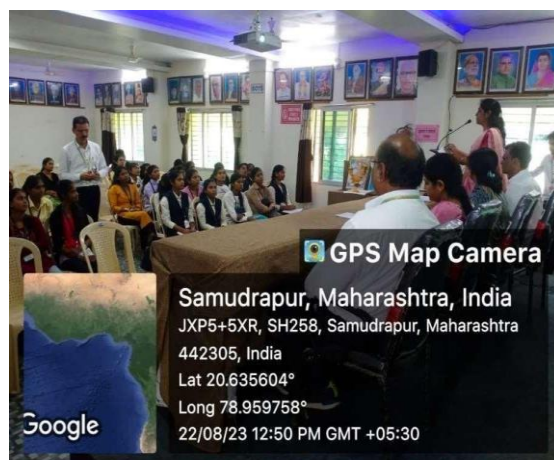 GPS Map Camera
Samudrapur, Maharashtra, India
JXP5+5XR, SH258, Samudrapur, Maharashtra
442305, India
Lat 20.635604°
Long 78.959758°
22/08/23 12:50 PM GMT +05:30
Google